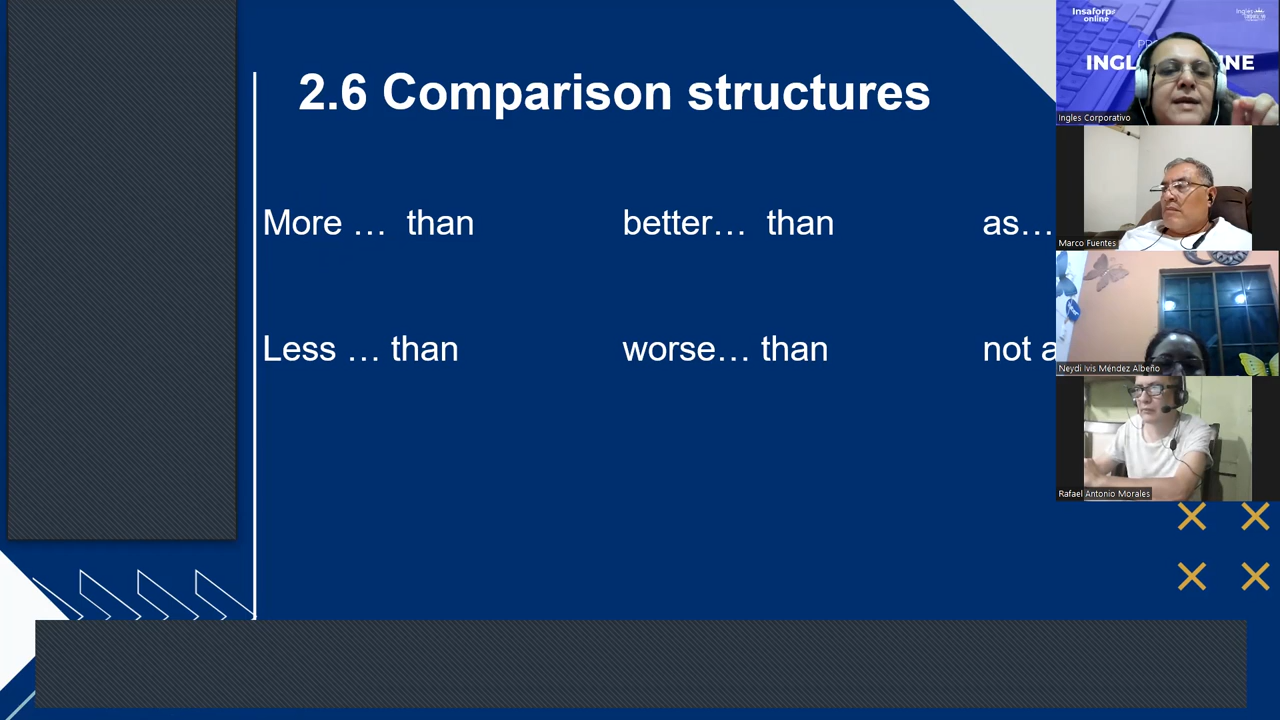 2.6 Comparison structures
More … than better… than as…
Less … than worse… than not a
Insaforp
online
Inglés
INGL NE
Ingles Corporativo
Marco Fuentes
Neydi Ivis Méndez Albeño
Rafael Antonio Morales